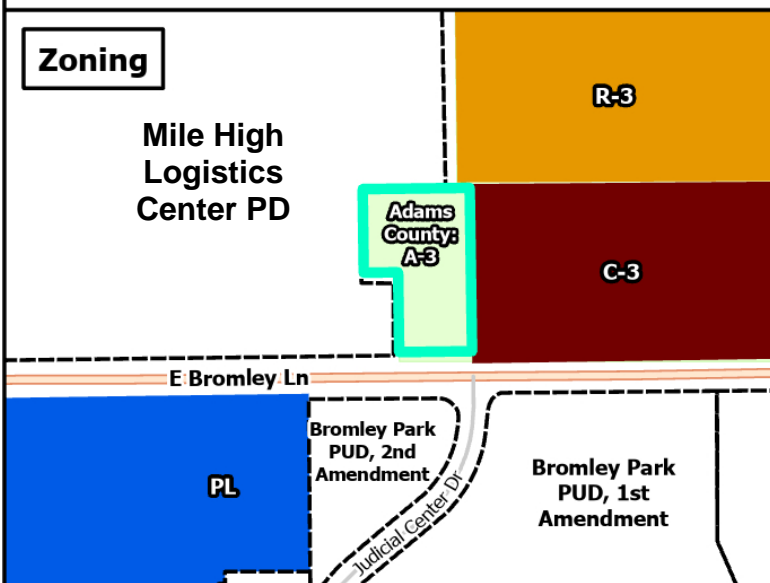 Zoning
R-3
Mile High
Logistics
Center PD
Adams
County:
A-3
C-3
E Bromley Ln
Bromley Park
PUD, 2nd
Amendment
PL
Bromley Park
PUD, 1st
Amendment
Judicial Center Dr